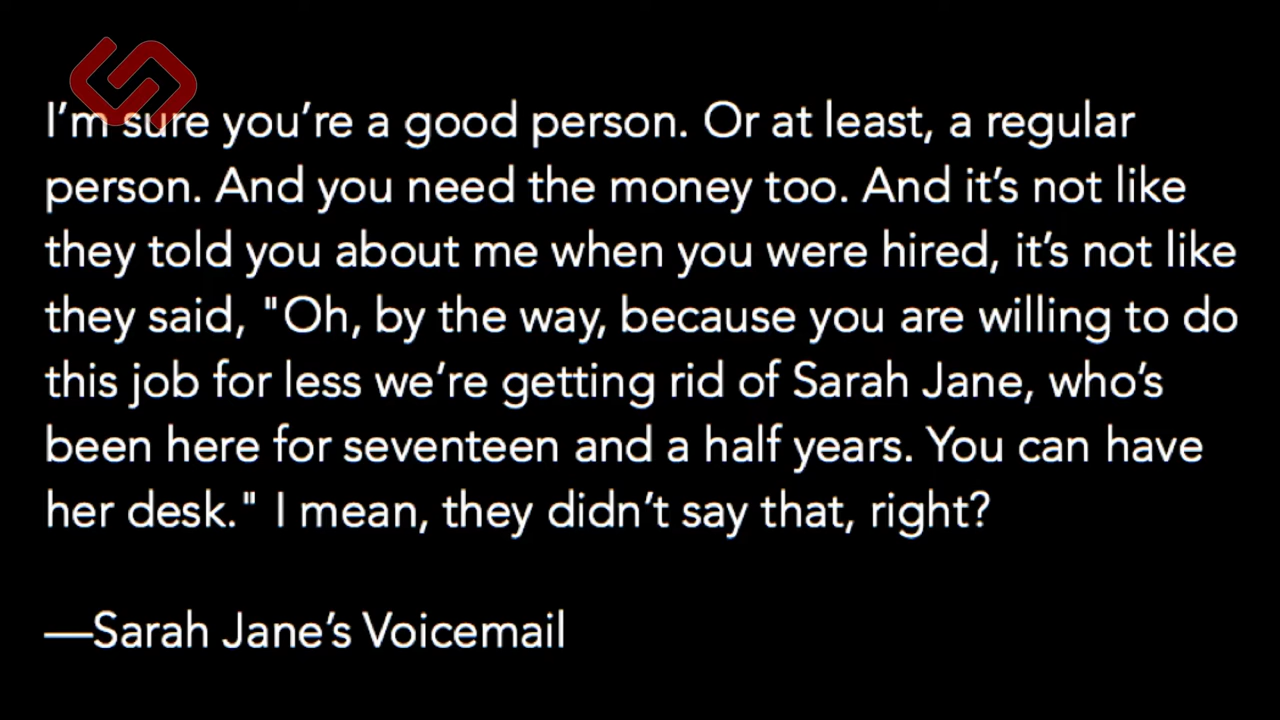 I’m sure you’re a good person. Or at least, a regular
person. And you need the money too. And it’s not like
they told you about me when you were hired, it’s not like
they said, "Oh, by the way, because you are willing to do
this job for less we’re getting rid of Sarah Jane, who’s
been here for seventeen and a half years. You can have
her desk." I mean, they didn’t say that, right?
—Sarah Jane’s Voicemail